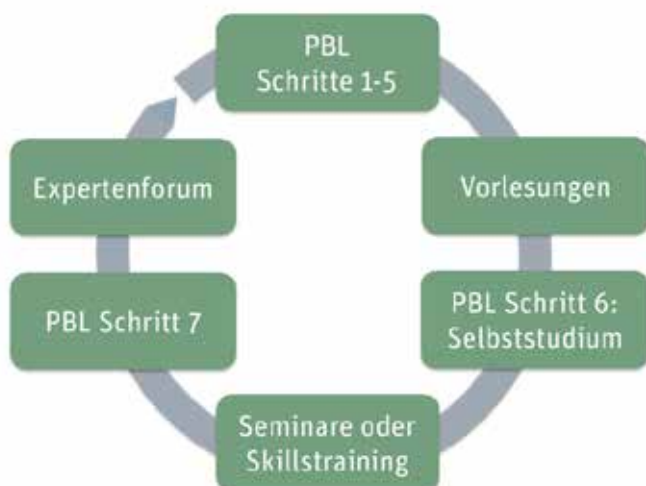 PBL
Schritte 1-5
Vorlesungen
PBL Schritt 6:
Selbststudium
Seminare oder
Skillstraining
PBL Schritt 7
Expertenforum